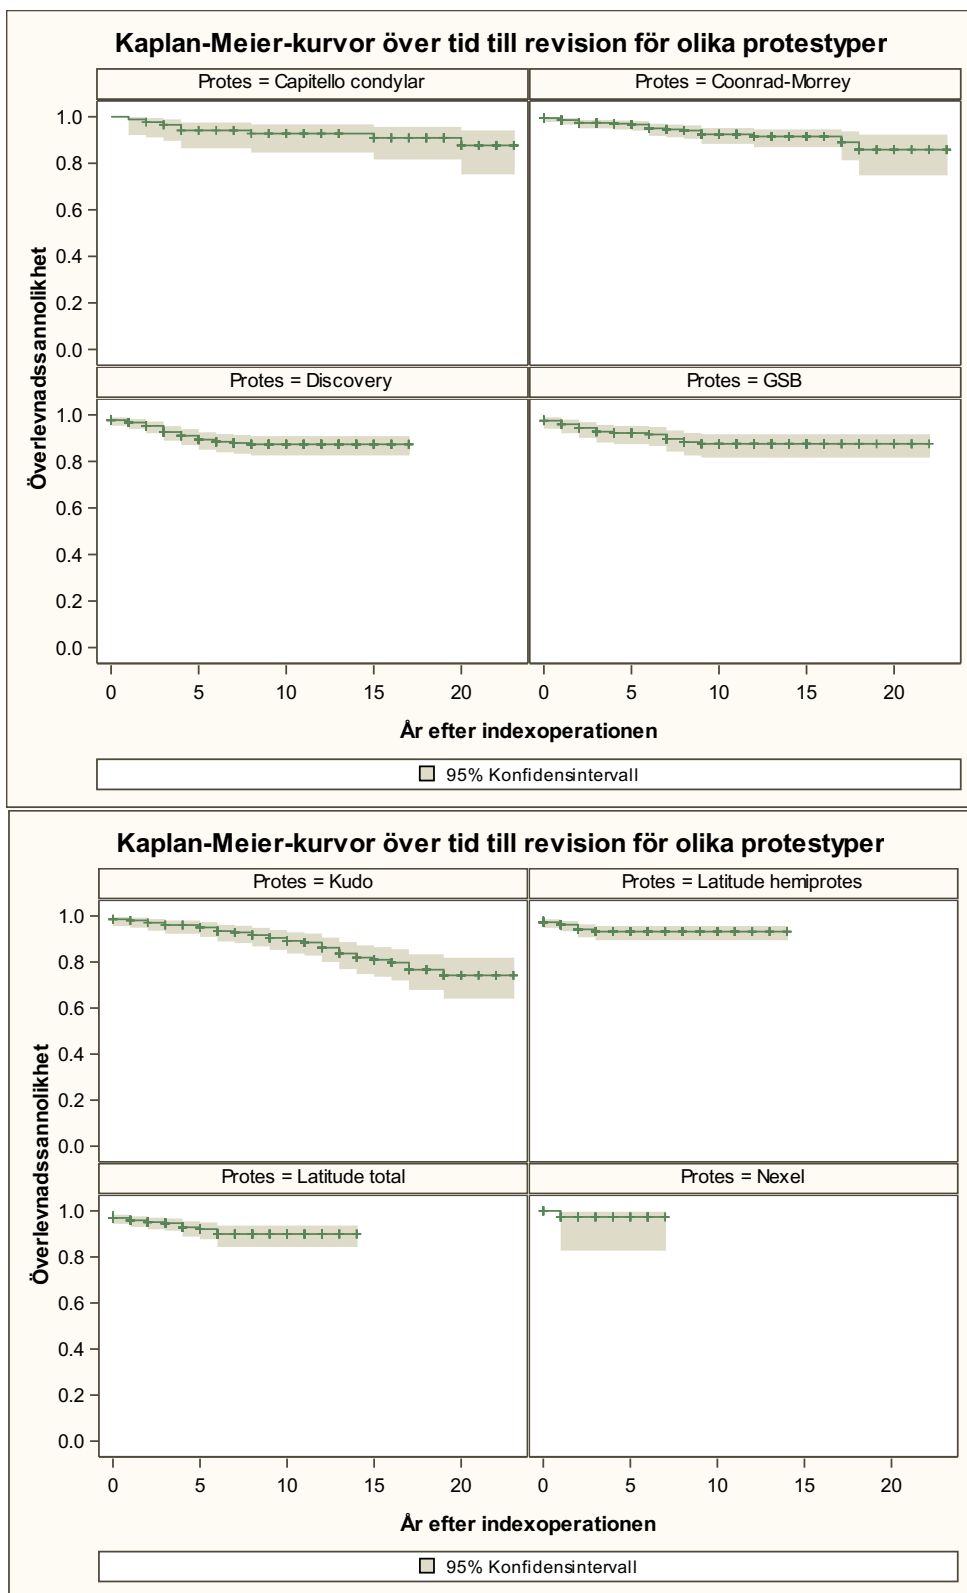 Kaplan-Meier-kurvor över tid till revision för olika protestyper
Protes = Capitello condylar
Protes = Coonrad-Morrey
1.0
0.8
0.6
0.4
0.2
0.0
Protes = Discovery
Protes = GSB
1.0
0.8
0.6
0.4
0.2
0.0
Överlevnadssannolikhet
0 5 10 15 20
0 5 10 15 20
År efter indexoperationen
95% Konfidensintervall
Kaplan-Meier-kurvor över tid till revision för olika protestyper
Protes = Kudo
Protes = Latitude hemiprotes
1.0
0.8
0.6
0.4
0.2
0.0
Protes = Latitude total
Protes = Nexel
1.0
0.8
0.6
0.4
0.2
0.0
Överlevnadssannolikhet
0 5 10 15 20
0 5 10 15 20
År efter indexoperationen
95% Konfidensintervall